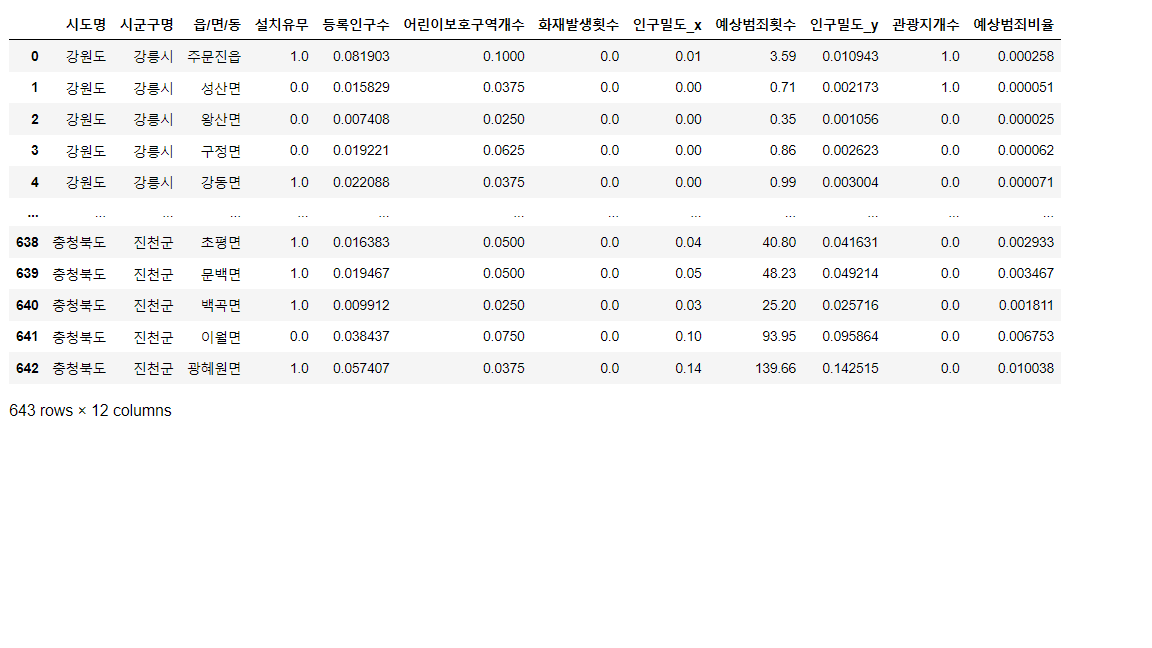 시도명 시군구명 읍/면/동 설치유무 등록인구수 어린이보호구역개수 화재발생횟수 인구밀도_x 예상범죄횟수 인구밀도_y 관광지개수 예상범죄비율
0 강원도 강릉시 주문진읍 1.0 0.081903 0.1000 0.0 0.01 3.59 0.010943 1.0 0.000258
1 강원도 강릉시 성산면 0.0 0.015829 0.0375 0.0 0.00 0.71 0.002173 1.0 0.000051
2 강원도 강릉시 왕산면 0.0 0.007408 0.0250 0.0 0.00 0.35 0.001056 0.0 0.000025
3 강원도 강릉시 구정면 0.0 0.019221 0.0625 0.0 0.00 0.86 0.002623 0.0 0.000062
4 강원도 강릉시 강동면 1.0 0.022088 0.0375 0.0 0.00 0.99 0.003004 0.0 0.000071
... ... ... ... ... ... ... ... ... ... ... ... ...
638 충청북도 진천군 초평면 1.0 0.016383 0.0500 0.0 0.04 40.80 0.041631 0.0 0.002933
639 충청북도 진천군 문백면 1.0 0.019467 0.0500 0.0 0.05 48.23 0.049214 0.0 0.003467
640 충청북도 진천군 백곡면 1.0 0.009912 0.0250 0.0 0.03 25.20 0.025716 0.0 0.001811
641 충청북도 진천군 이월면 0.0 0.038437 0.0750 0.0 0.10 93.95 0.095864 0.0 0.006753
642 충청북도 진천군 광혜원면 1.0 0.057407 0.0375 0.0 0.14 139.66 0.142515 0.0 0.010038
643 rows × 12 columns